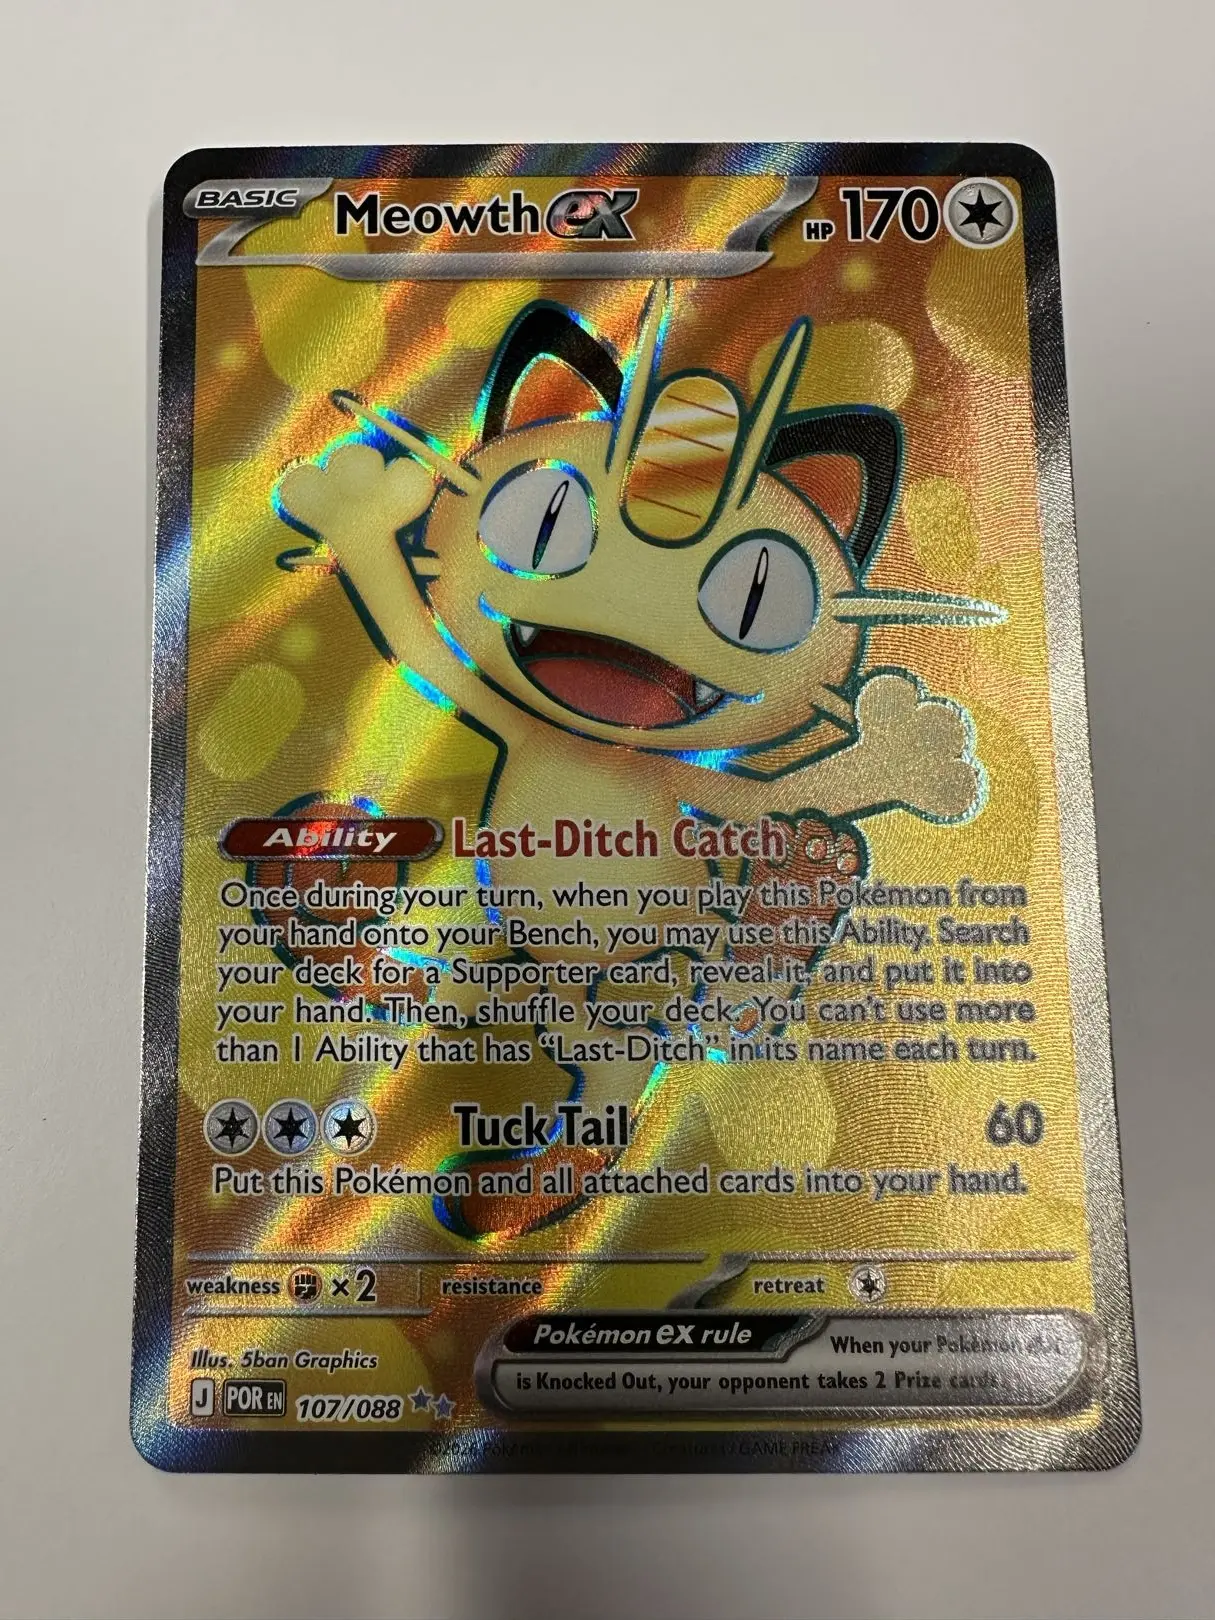 BASIC Meowth ex HP 170
Ability Last-Ditch Catch
Once during your turn, when you play this Pokémon from
your hand onto your Bench, you may use this Ability. Search
your deck for a Supporter card, reveal it, and put it into
your hand. Then, shuffle your deck. You can't use more
than 1 Ability that has “Last-Ditch” in its name each turn.
Tuck Tail 60
Put this Pokémon and all attached cards into your hand.
weakness ×2 resistance retreat
Pokémon ex rule When your Pokémon ex
is Knocked Out, your opponent takes 2 Prize cards.
Illus. 5ban Graphics
J POR EN 107/088
Pokémon Creatures / GAME FREAK